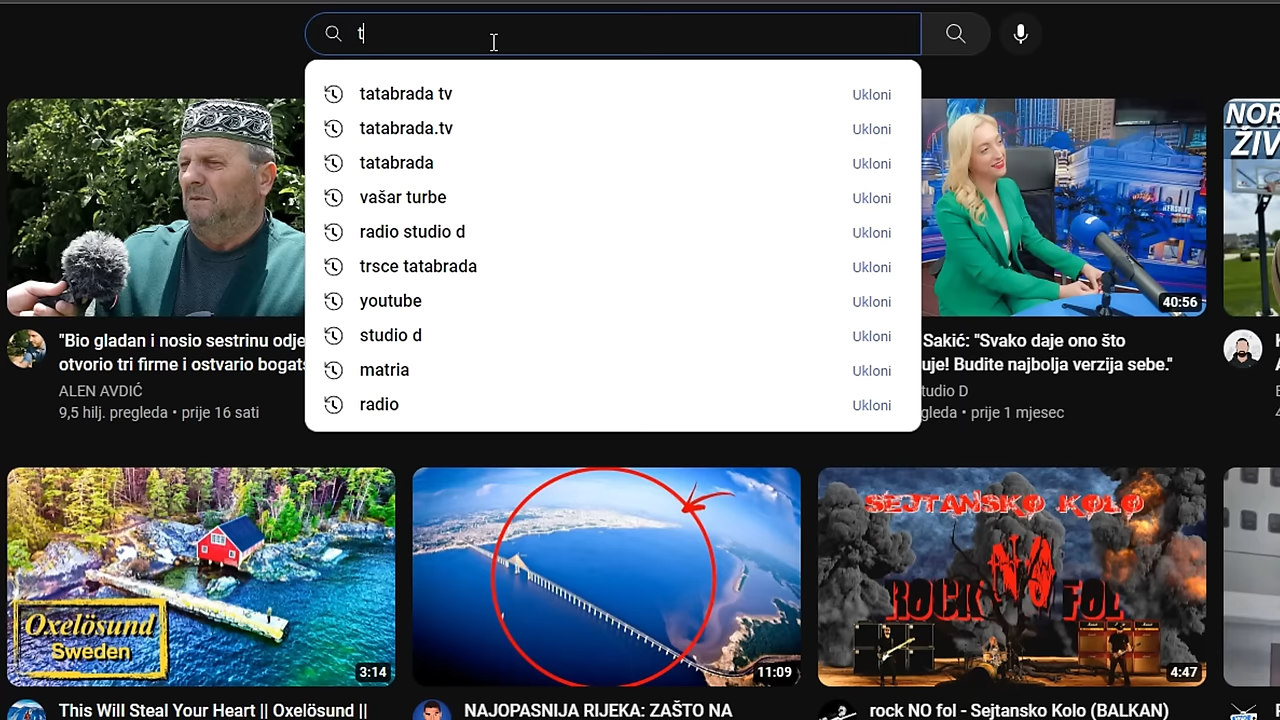 t
tatabrada tv Ukloni
tatabrada.tv Ukloni
tatabrada Ukloni
vašar turbe Ukloni
radio studio d Ukloni
trsce tatabrada Ukloni
youtube Ukloni
studio d Ukloni
matria Ukloni
radio Ukloni
40:56
NOR
ŽIV
"Bio gladan i nosio sestrinu odje
otvorio tri firme i ostvario bogats
ALEN AVDIĆ
9,5 hilj. pregleda • prije 16 sati
Sakić: "Svako daje ono što
uje! Budite najbolja verzija sebe."
tudio D
gleda • prije 1 mjesec
Oxelösund
Sweden
3:14
11:09
SEJTANSKO KOLO
ROCK NO FOL
4:47
This Will Steal Your Heart || Oxelösund ||
NAJOPASNIJA RIJEKA: ZAŠTO NA
rock NO fol - Sejtansko Kolo (BALKAN)